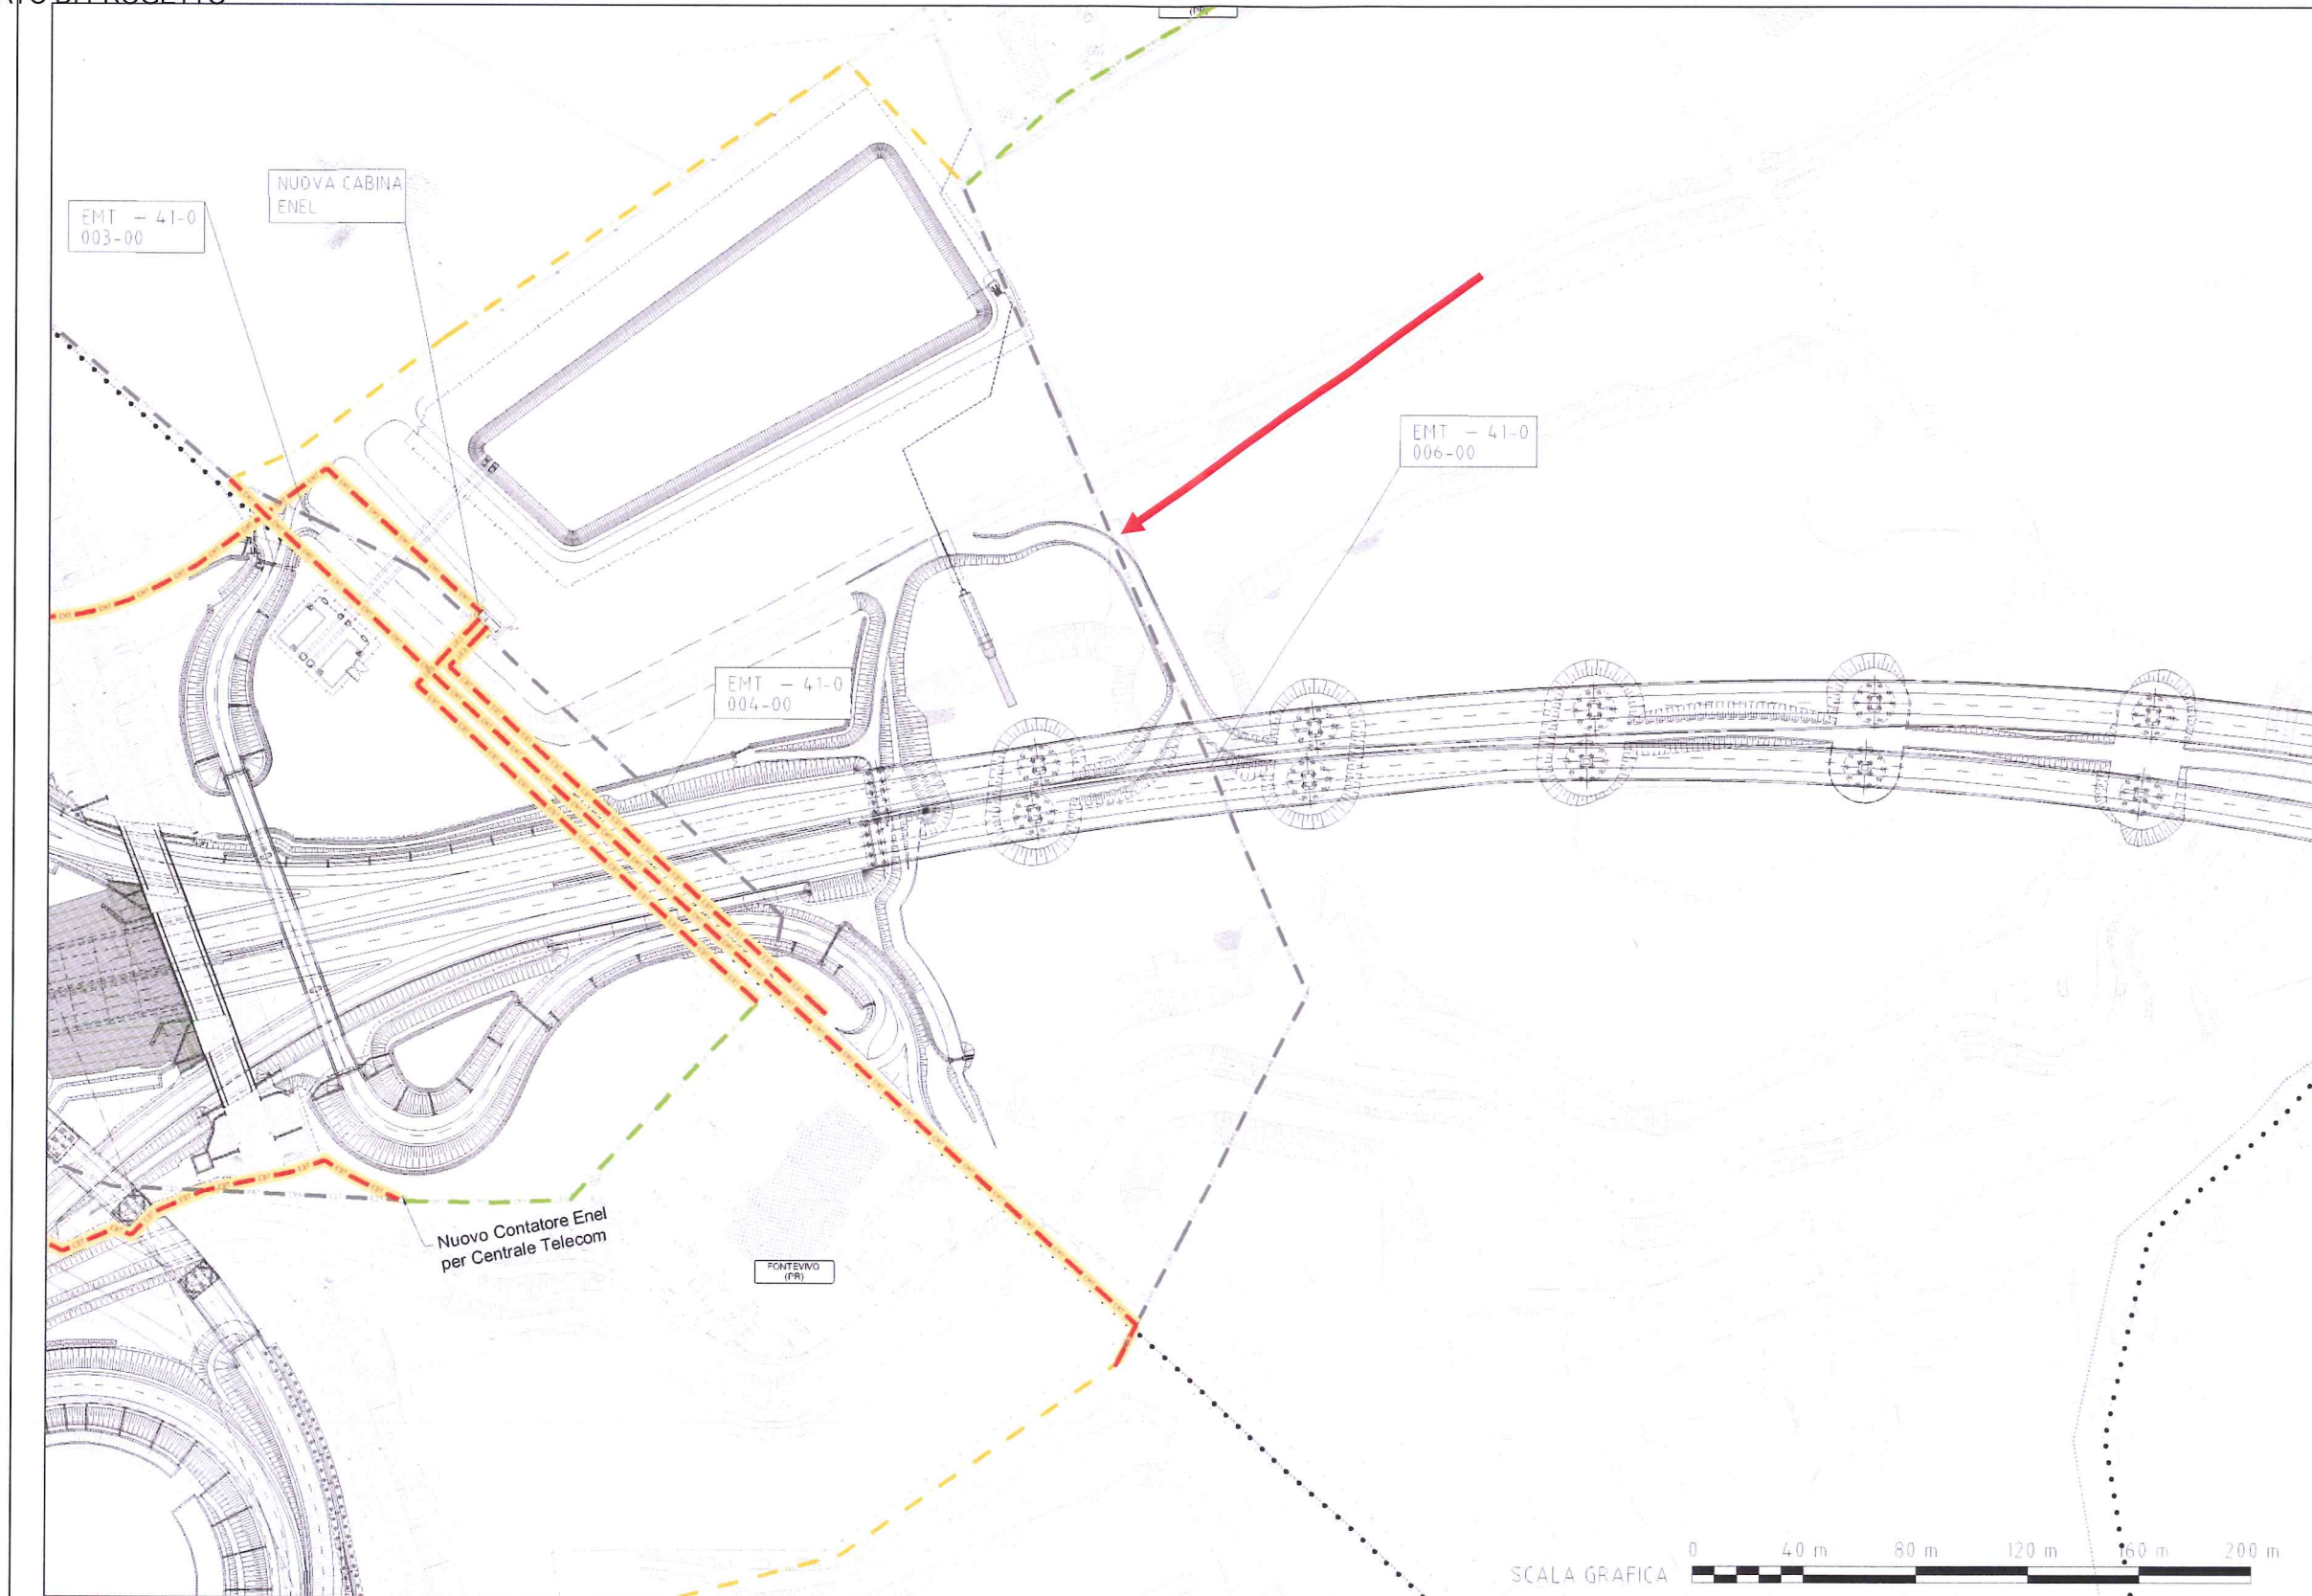 NUOVA CABINA
ENEL
EMT - 41-0
003-00
EMT - 41-0
006-00
EMT - 41-0
004-00
Nuovo Contatore Enel
per Centrale Telecom
FONTEVIVO
(PR)
SCALA GRAFICA
0 40 m 80 m 120 m 160 m 200 m